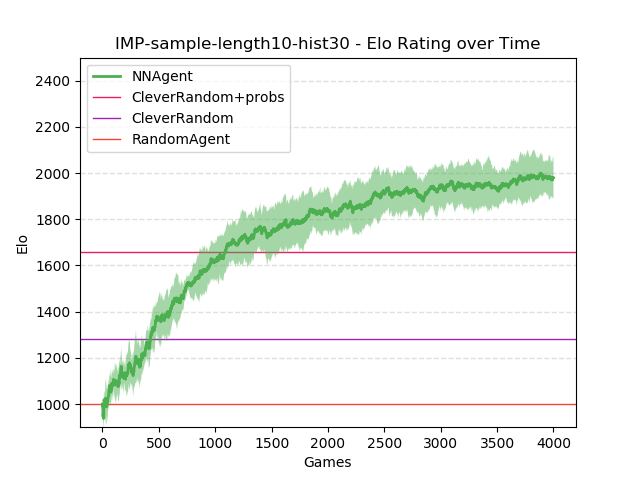 IMP-sample-length10-hist30 - Elo Rating over Time
NNAgent
CleverRandom+probs
CleverRandom
RandomAgent
2400
2200
2000
1800
1600
1400
1200
1000
Elo
0 500 1000 1500 2000 2500 3000 3500 4000
Games